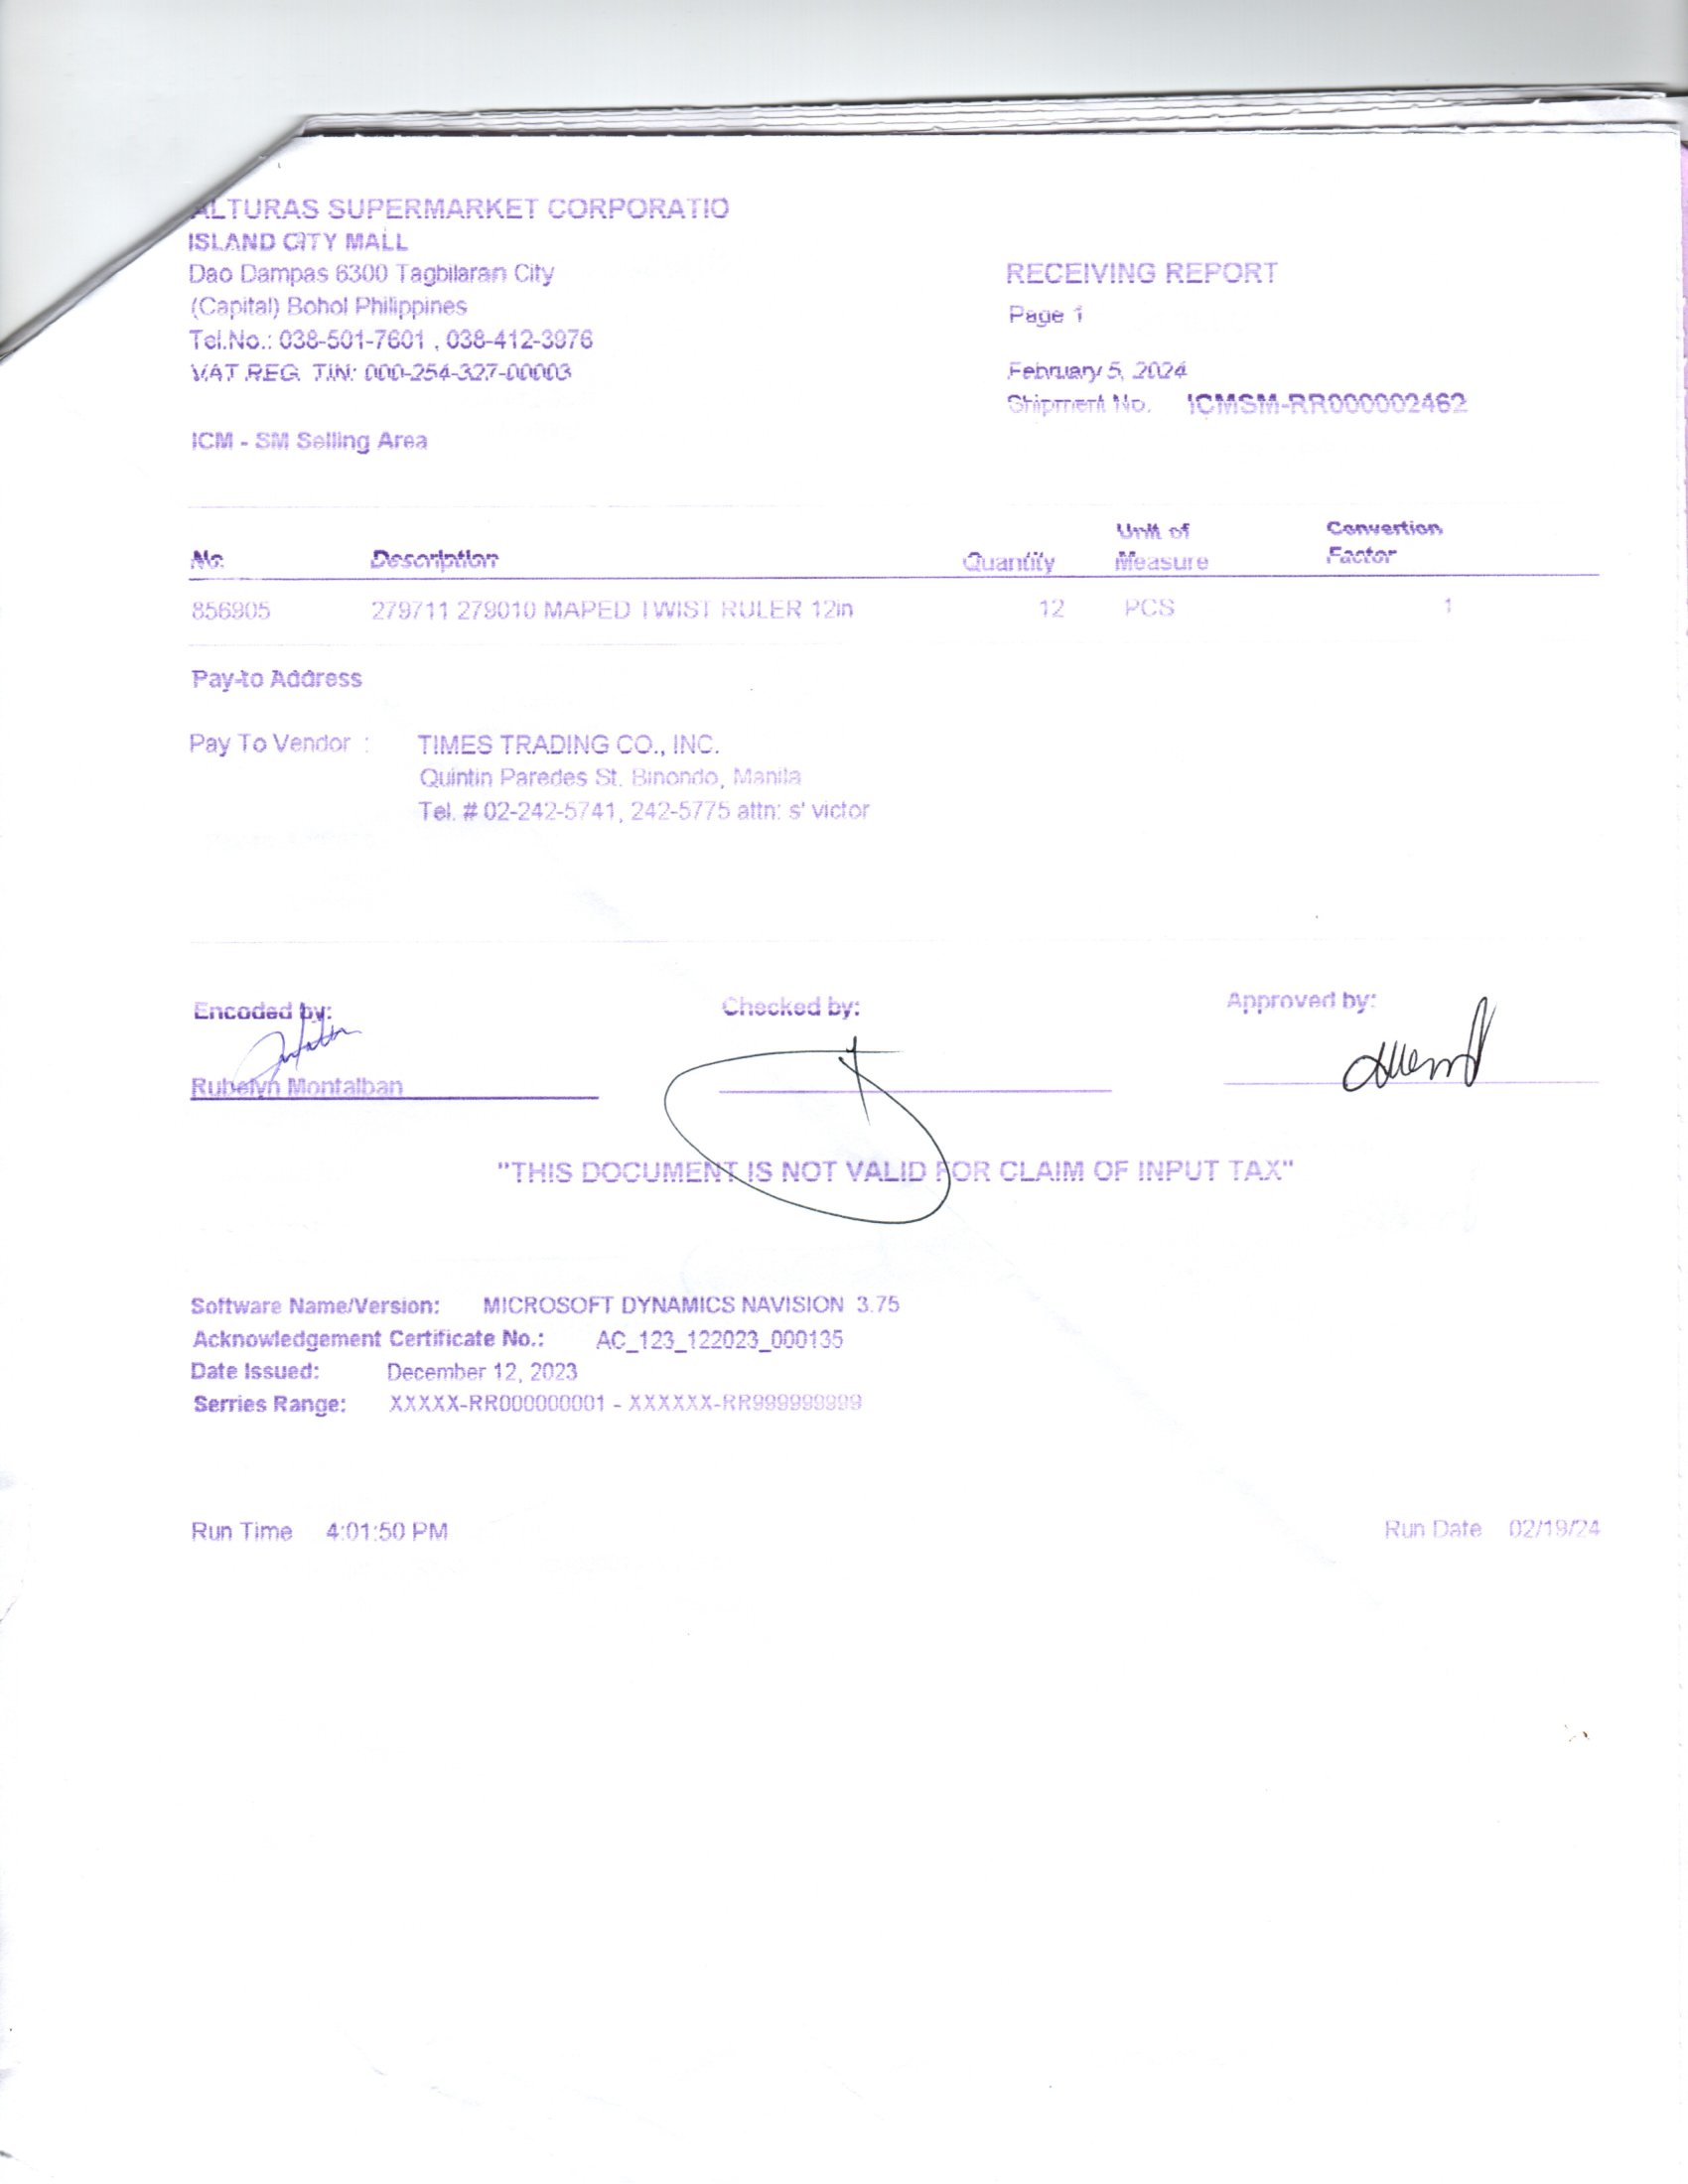 ALTURAS SUPERMARKET CORPORATIO
ISLAND CITY MALL
Dao Dampas 6300 Tagbilaran City
(Capital) Bohol Philippines
Tel.No.: 038-501-7601 , 038-412-3976
VAT REG. TIN: 000-254-327-00003
RECEIVING REPORT
Page 1
February 5, 2024
Shipment No. ICMSM-RR000002462
ICM - SM Selling Area
No. Description Quantity Unit of Measure Convertion Factor
856905 279711 279010 MAPED TWIST RULER 12in 12 PCS 1
Pay-to Address
Pay To Vendor : TIMES TRADING CO., INC.
Quintin Paredes St. Binondo, Manila
Tel. # 02-242-5741, 242-5775 attn: s' victor
Encoded by: Checked by: Approved by:
Rubelyn Montalban
"THIS DOCUMENT IS NOT VALID FOR CLAIM OF INPUT TAX"
Software Name/Version: MICROSOFT DYNAMICS NAVISION 3.75
Acknowledgement Certificate No.: AC_123_122023_000135
Date Issued: December 12, 2023
Serries Range: XXXXX-RR000000001 - XXXXXX-RR999999999
Run Time 4:01:50 PM Run Date 02/19/24